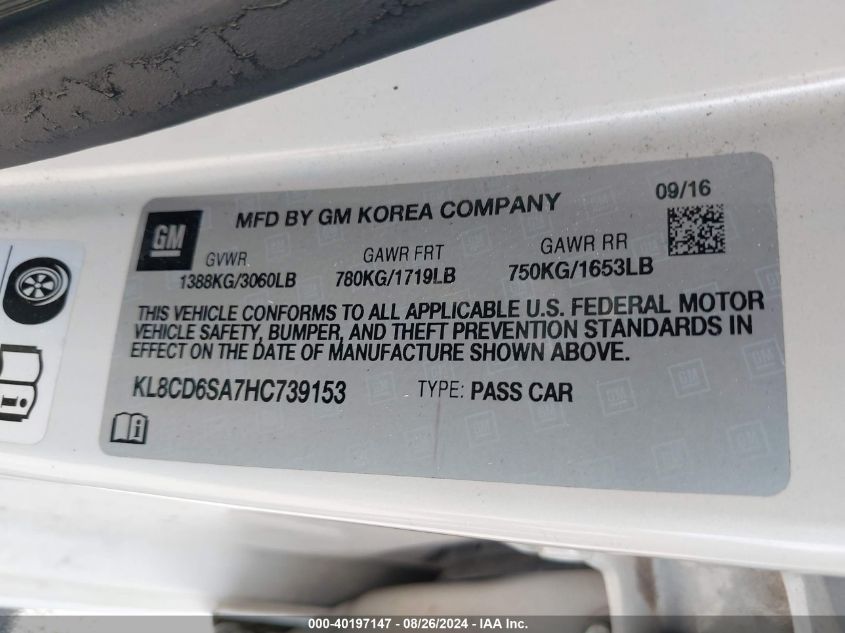 GM
MFD BY GM KOREA COMPANY
09/16
GVWR
GAWR FRT
GAWR RR
1388KG/3060LB
780KG/1719LB
750KG/1653LB
THIS VEHICLE CONFORMS TO ALL APPLICABLE U.S. FEDERAL MOTOR
VEHICLE SAFETY, BUMPER, AND THEFT PREVENTION STANDARDS IN
EFFECT ON THE DATE OF MANUFACTURE SHOWN ABOVE.
KL8CD6SA7HC739153
TYPE: PASS CAR
000-40197147 - 08/26/2024 - IAA Inc.